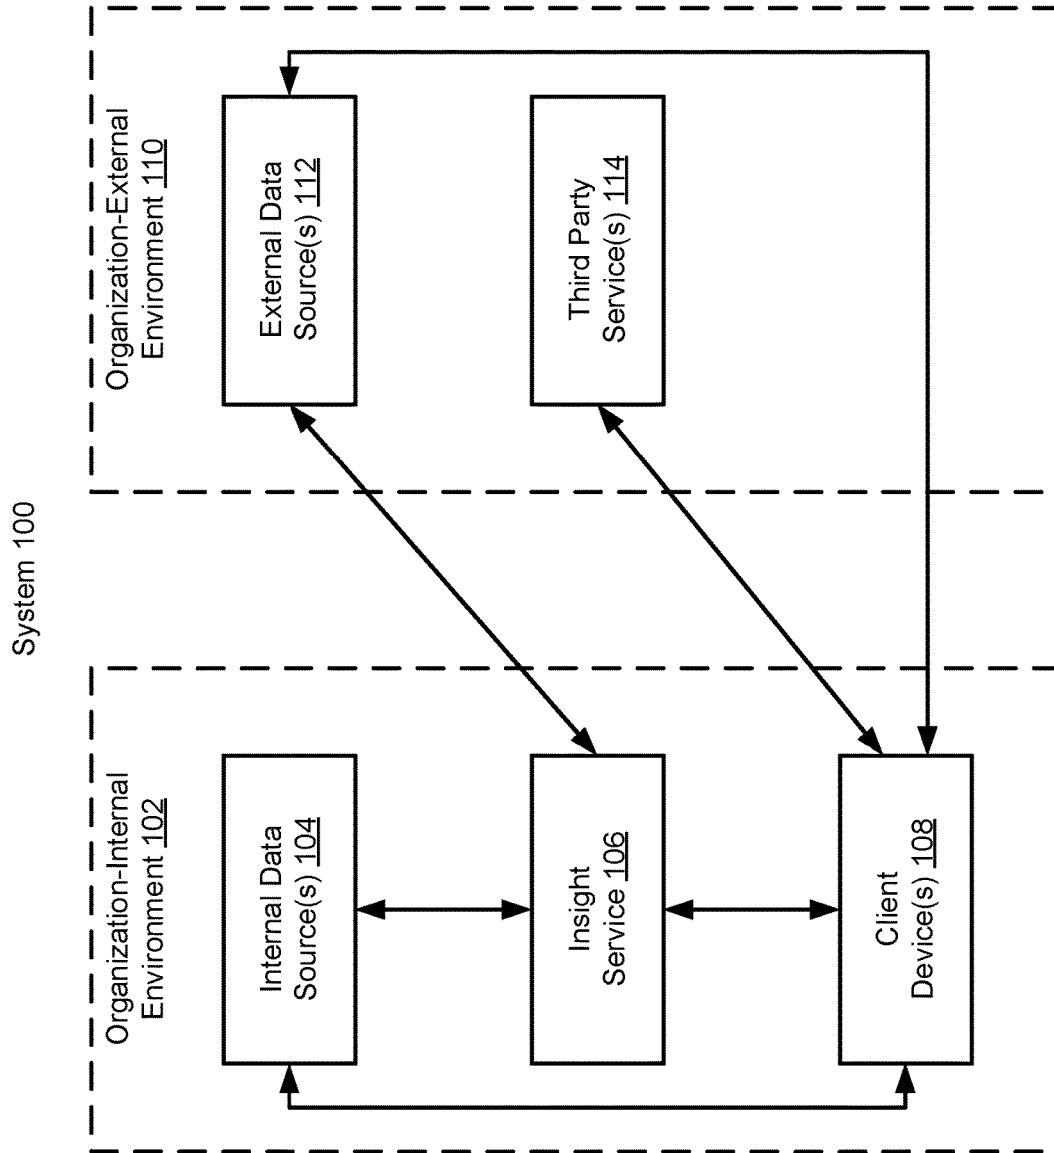 System 100
Organization-Internal
Environment 102
Internal Data
Source(s) 104
Insight
Service 106
Client
Device(s) 108
Organization-External
Environment 110
External Data
Source(s) 112
Third Party
Service(s) 114